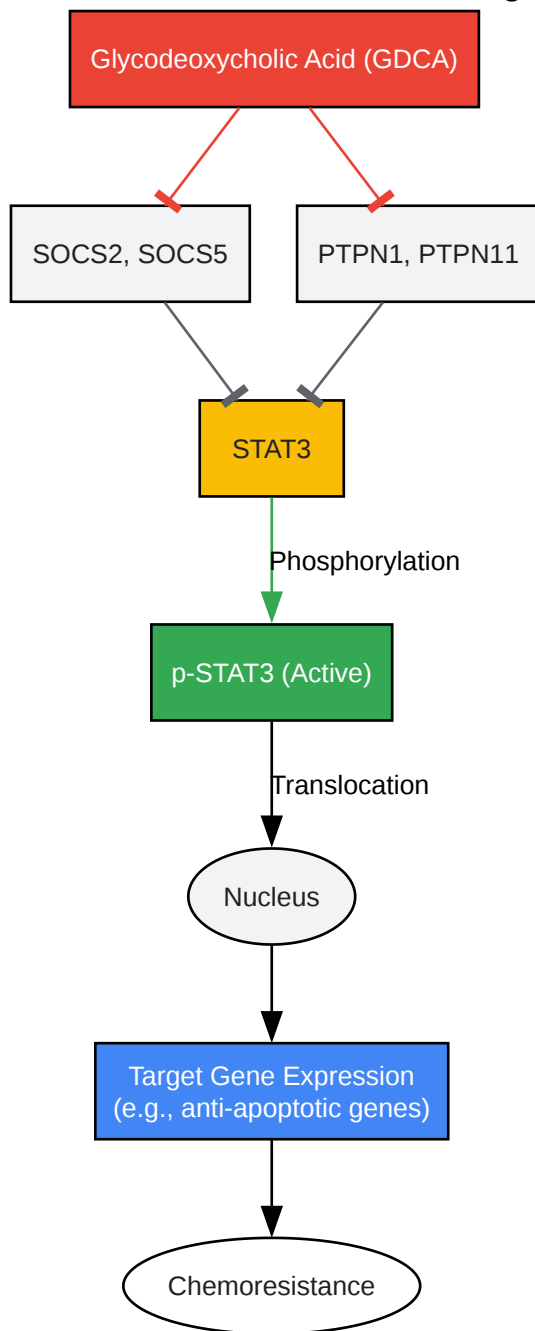 Glycodeoxycholic Acid (GDCA)
SOCS2, SOCS5
PTPN1, PTPN11
STAT3
Phosphorylation
p-STAT3 (Active)
Translocation
Nucleus
Target Gene Expression
(e.g., anti-apoptotic genes)
Chemoresistance